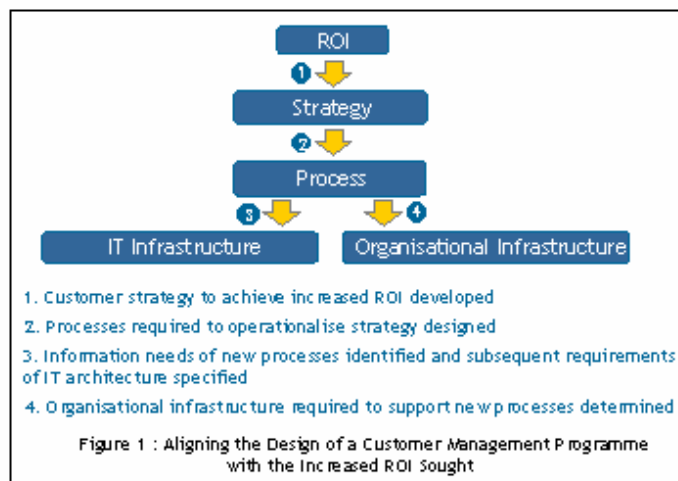 ROI
1
Strategy
2
Process
3
4
IT Infrastructure
Organisational Infrastructure
1. Customer strategy to achieve increased ROI developed
2. Processes required to operationalise strategy designed
3. Information needs of new processes identified and subsequent requirements
of IT architecture specified
4. Organisational infrastructure required to support new processes determined
Figure 1 : Aligning the Design of a Customer Management Programme
with the Increased ROI Sought